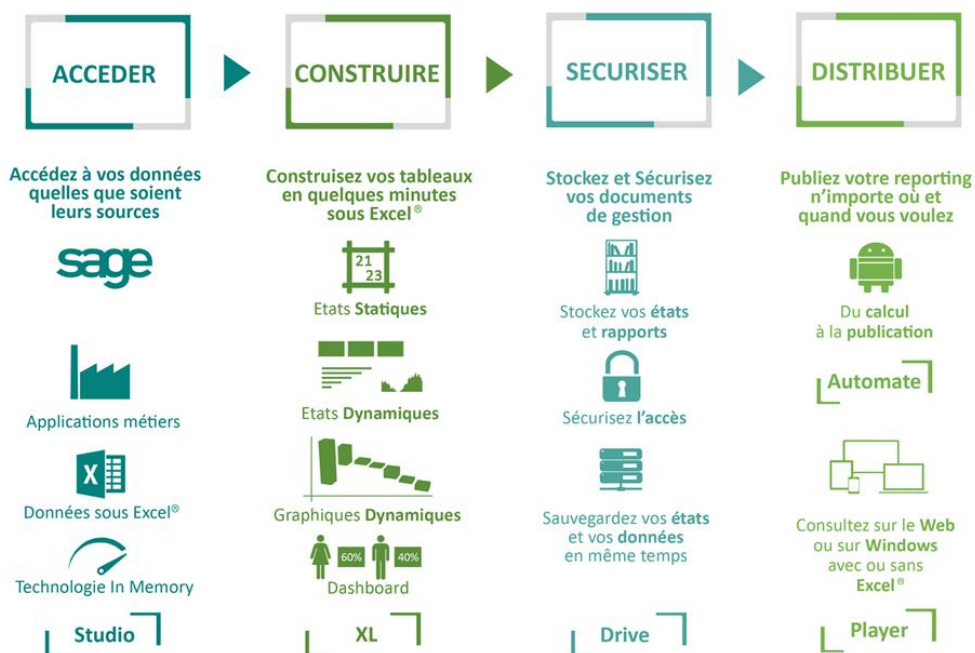 ACCEDER
CONSTRUIRE
SECURISER
DISTRIBUER
Accédez à vos données
quelles que soient
leurs sources
sage
Applications métiers
X
Données sous Excel®
Technologie In Memory
Studio
Construisez vos tableaux
en quelques minutes
sous Excel®
21
23
Etats Statiques
Etats Dynamiques
Graphiques Dynamiques
60%
40%
Dashboard
XL
Stockez et Sécurisez
vos documents
de gestion
Stockez vos états
et rapports
Sécurisez l'accès
Sauvegardez vos états
et vos données
en même temps
Drive
Publiez votre reporting
n'importe où et
quand vous voulez
Du calcul
à la publication
Automate
Consultez sur le Web
ou sur Windows
avec ou sans
Excel®
Player